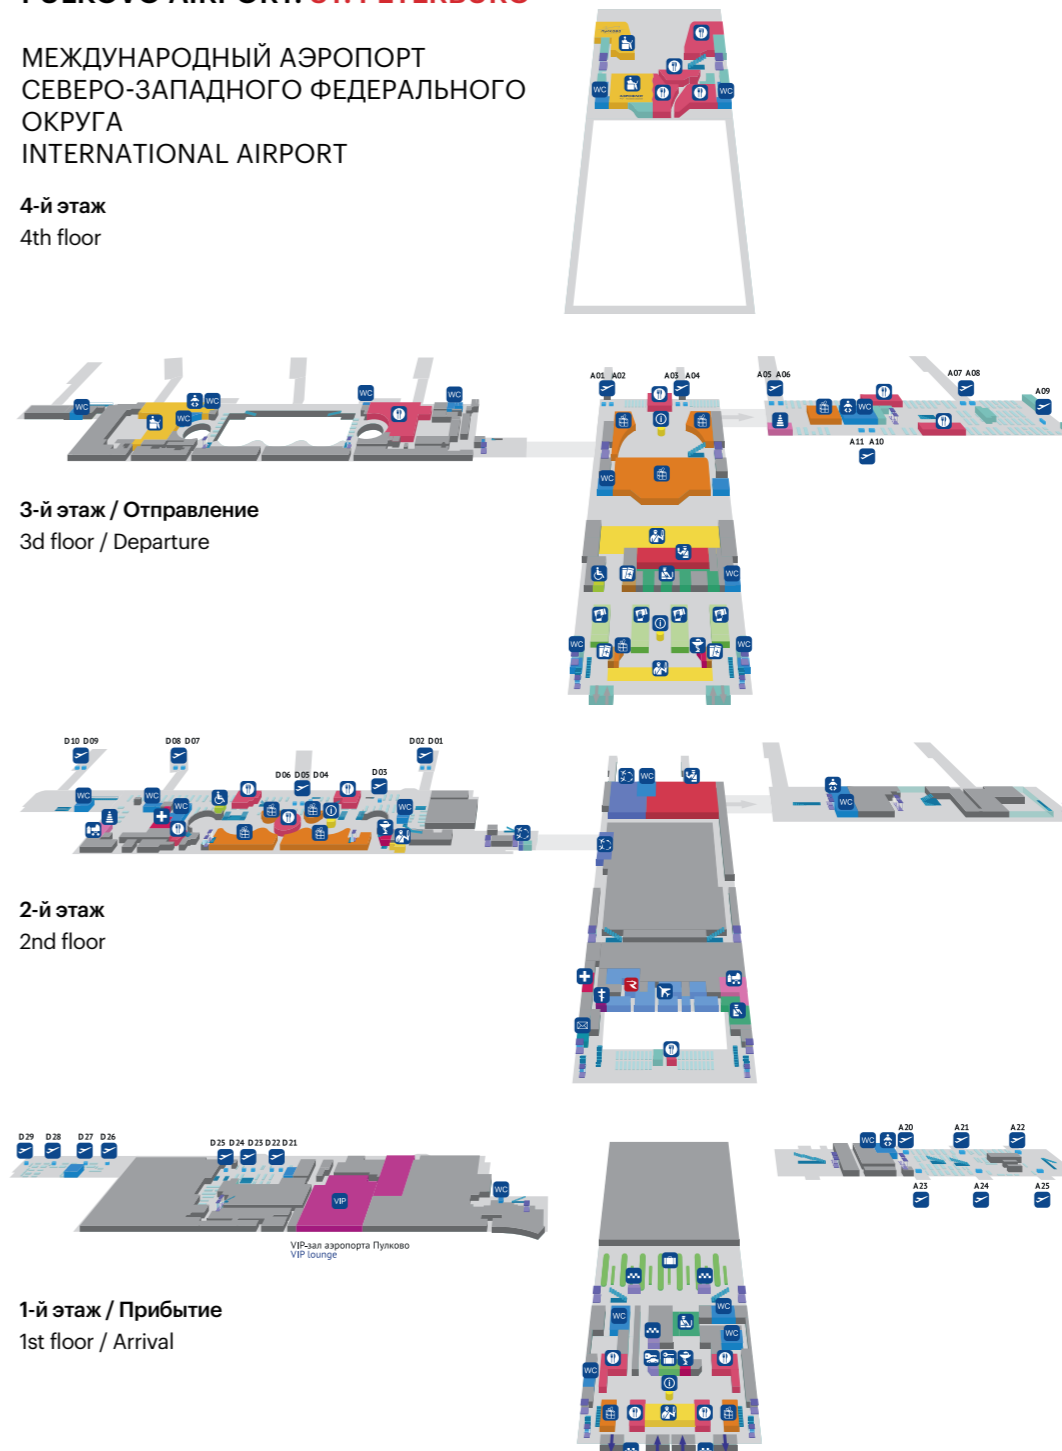 PULKOVO AIRPORT. ST. PETERBURG
МЕЖДУНАРОДНЫЙ АЭРОПОРТ
СЕВЕРО-ЗАПАДНОГО ФЕДЕРАЛЬНОГО
ОКРУГА
INTERNATIONAL AIRPORT
4-й этаж
4th floor
WC WC
A01 A02 A03 A04 A05 A06 A07 A08 A09
WC WC WC WC WC
A11 A10
WC
3-й этаж / Отправление
3d floor / Departure
WC
WC WC
D10 D09 D08 D07 D02 D01
D06 D05 D04 D03
WC WC WC WC WC WC
2-й этаж
2nd floor
D29 D28 D27 D26 D25 D24 D23 D22 D21
A20 A21 A22
WC
A23 A24 A25
VIP
WC
VIP-зал аэропорта Пулково
VIP lounge
1-й этаж / Прибытие
1st floor / Arrival
WC WC
WC
WC